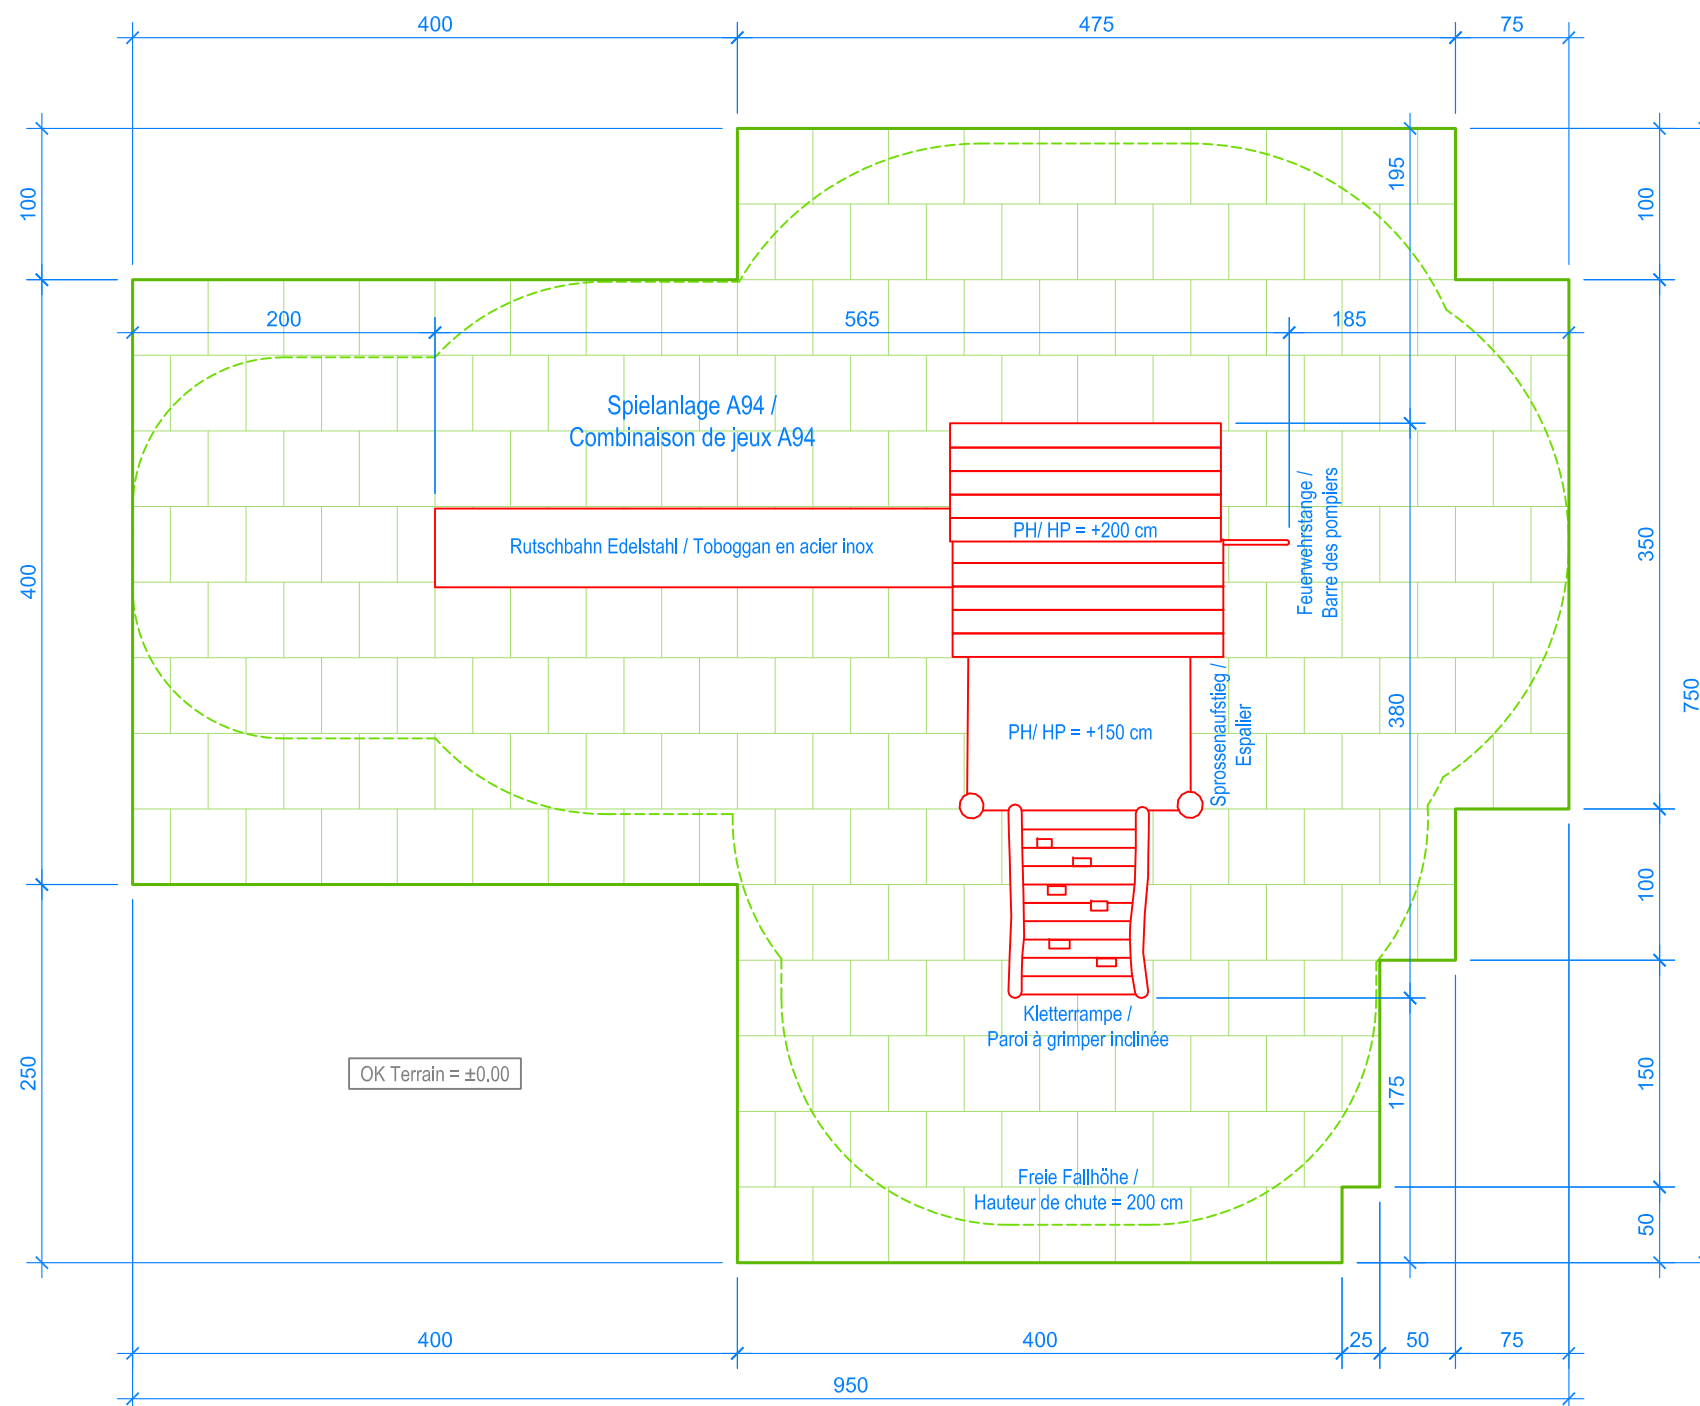 400
475
75
195
100
100
200
565
185
Spielanlage A94 /
Combinaison de jeux A94
Feuerwehrstange /
Barre des pompiers
PH/ HP = +200 cm
Rutschbahn Edelstahl / Toboggan en acier inox
350
400
Sprossenaufstieg /
Espalier
380
750
PH/ HP = +150 cm
100
Kletterrampe /
Paroi à grimper inclinée
OK Terrain = ±0,00
250
175
150
Freie Fallhöhe /
Hauteur de chute = 200 cm
50
400
400
25
50
75
950